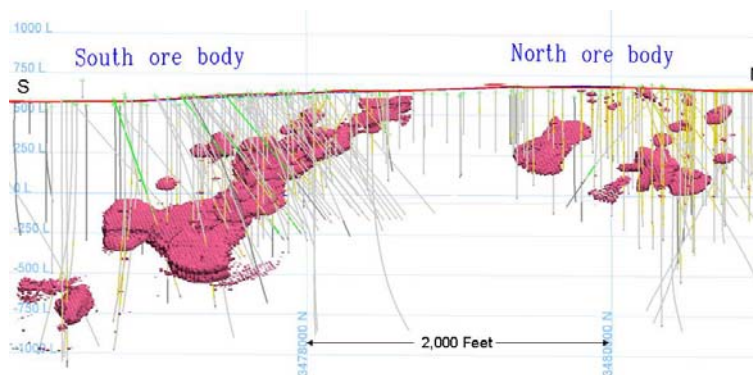 1000 L
South ore body
North ore body
750 L
S
500 L
250 L
0 L
-250 L
-500 L
-750 L
-1000 L
3478000 N
2,000 Feet
3480000 N